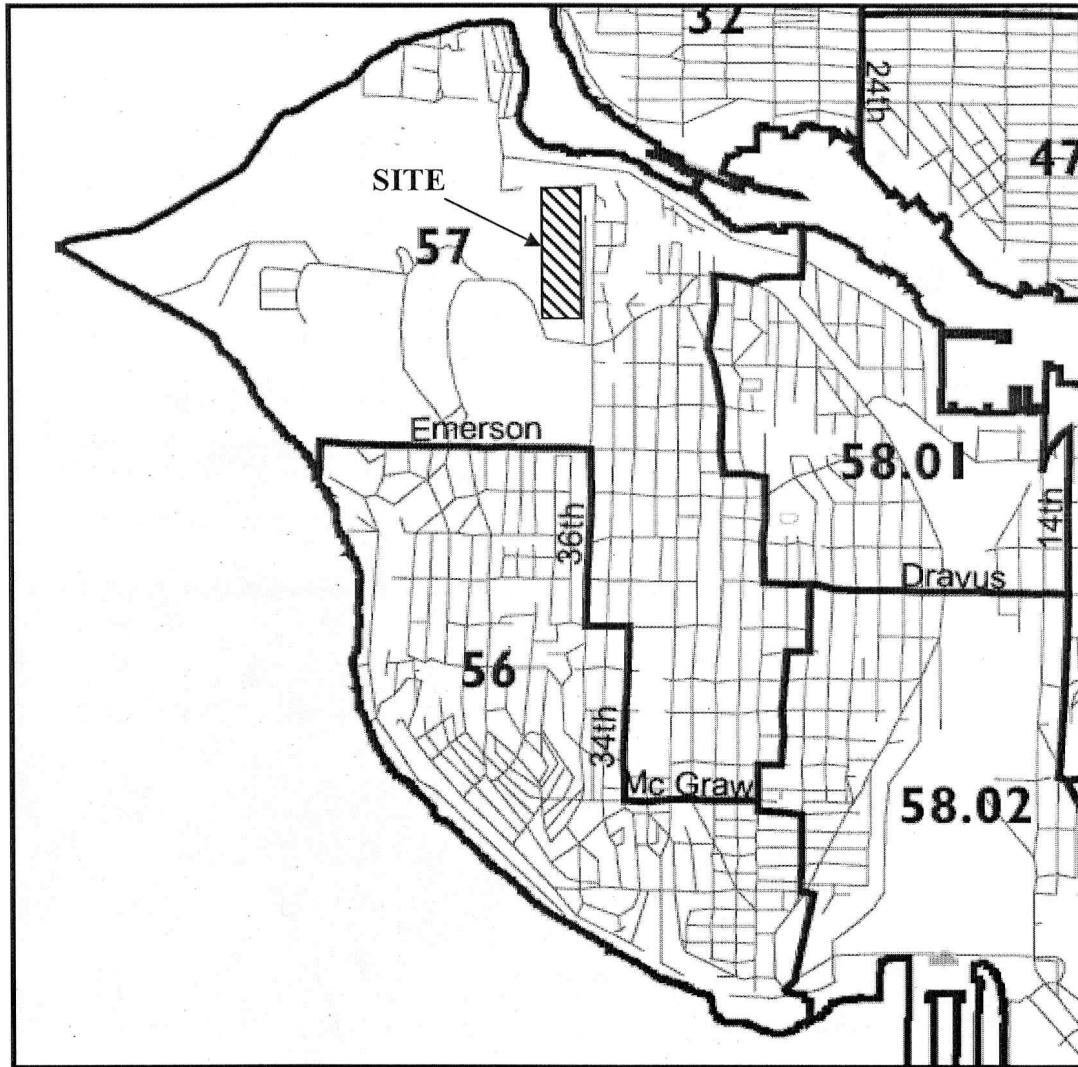 32
24th
47
SITE
57
Emerson
58.01
36th
14th
Dravus
56
34th
Mc Graw
58.02